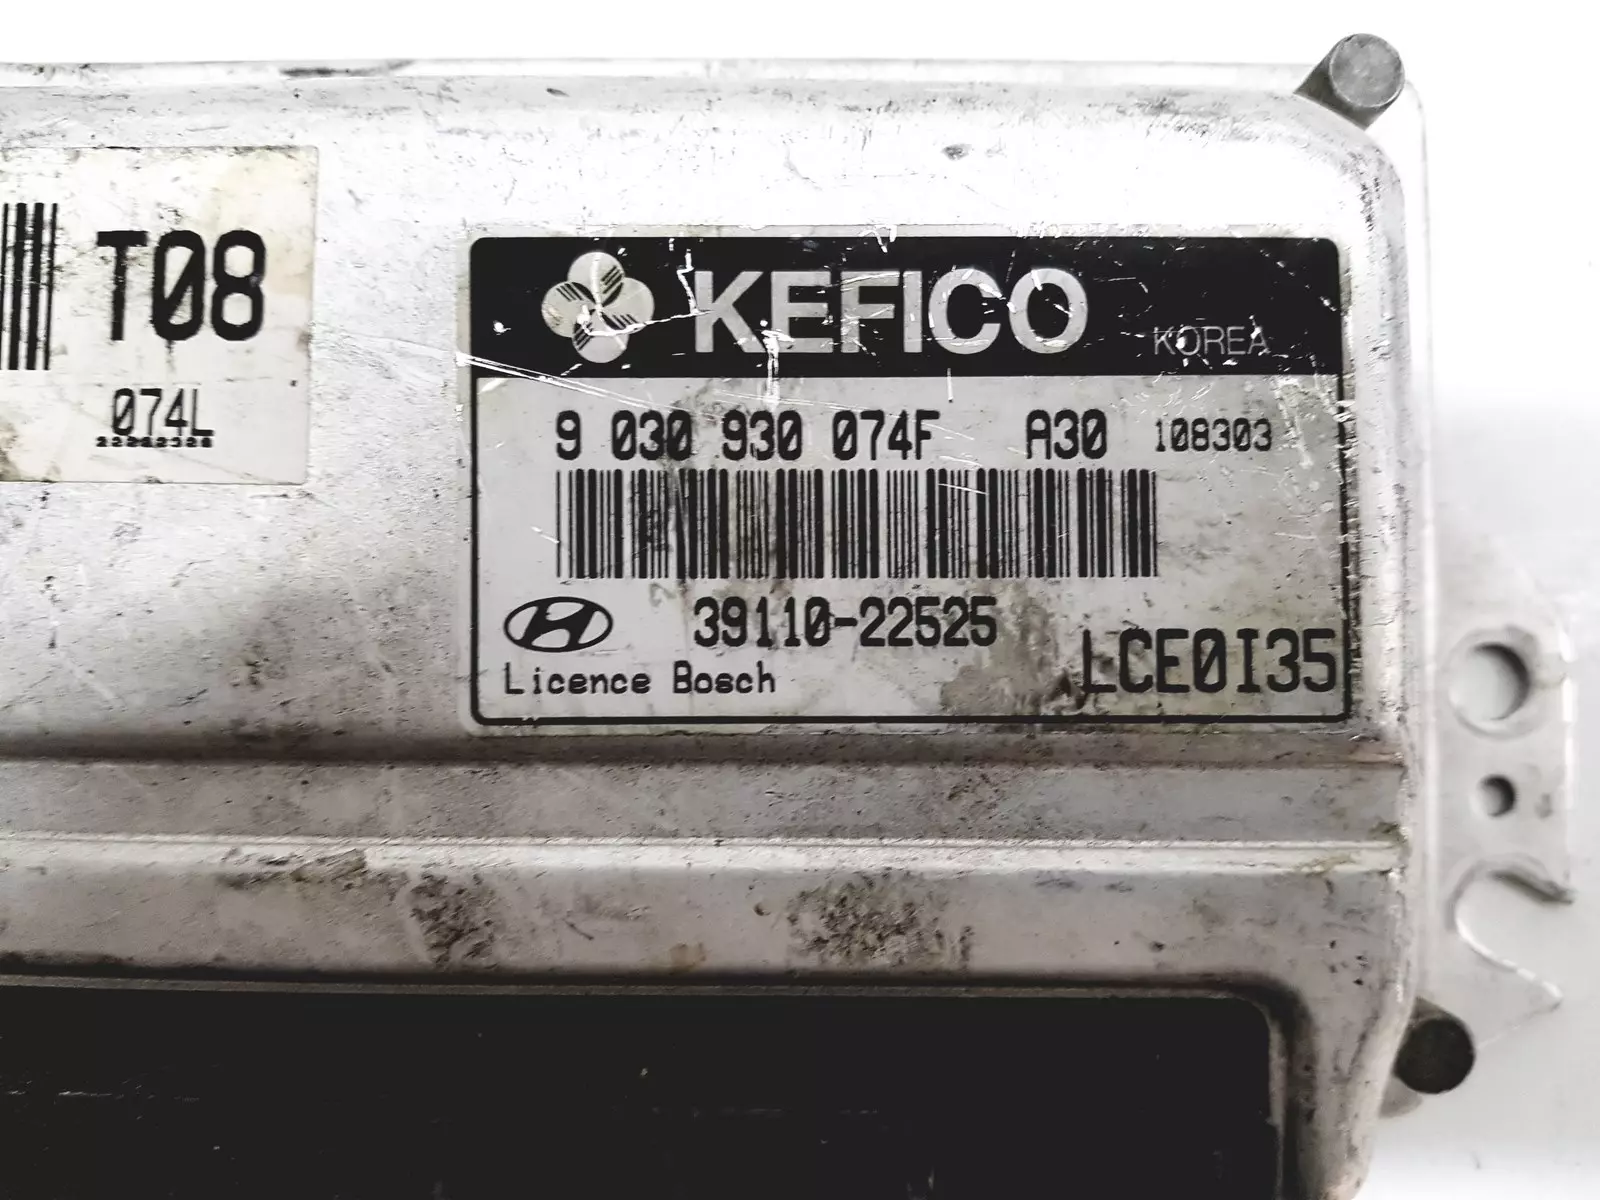 T08
074L
KEFICO KOREA
9 030 930 074F A30 108303
39110-22525
Licence Bosch LCE0I35